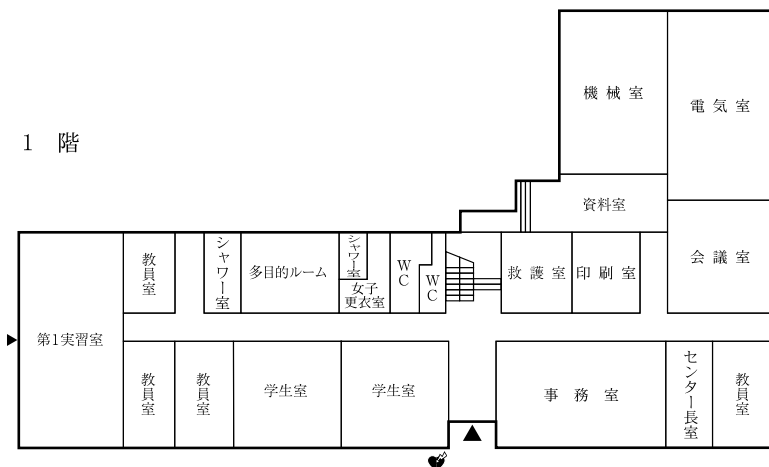 機械室
電気室
1 階
資料室
教員室
シャワー室
多目的ルーム
シャワー室
女子
更衣室
WC
WC
救護室
印刷室
会議室
第1実習室
教員室
教員室
学生室
学生室
事務室
センター長室
教員室